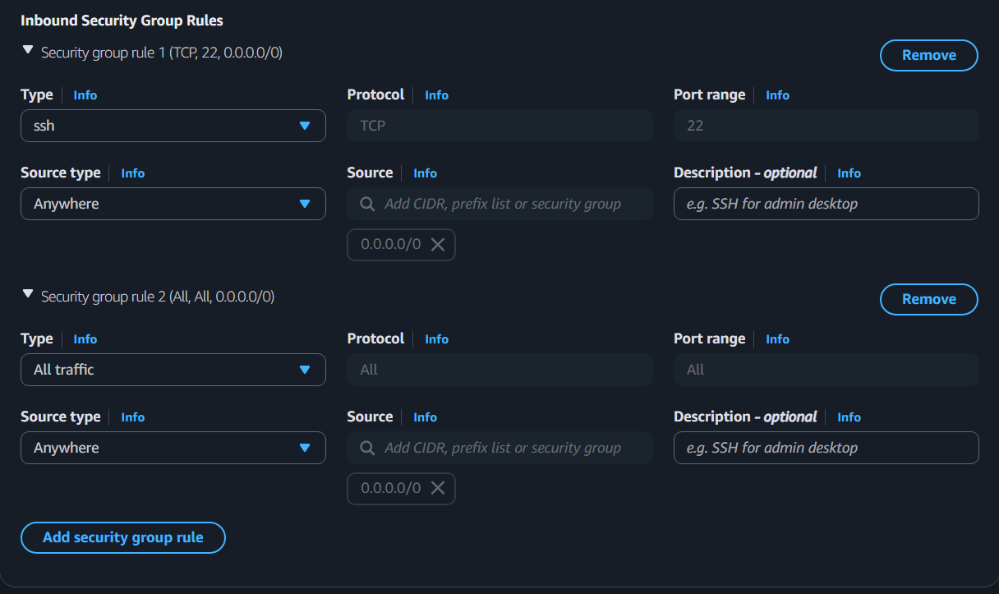 Inbound Security Group Rules
Security group rule 1 (TCP, 22, 0.0.0.0/0)
Remove
Type Info Protocol Info Port range Info
ssh TCP 22
Source type Info Source Info Description - optional Info
Anywhere Add CIDR, prefix list or security group e.g. SSH for admin desktop
0.0.0.0/0
Security group rule 2 (All, All, 0.0.0.0/0)
Remove
Type Info Protocol Info Port range Info
All traffic All All
Source type Info Source Info Description - optional Info
Anywhere Add CIDR, prefix list or security group e.g. SSH for admin desktop
0.0.0.0/0
Add security group rule